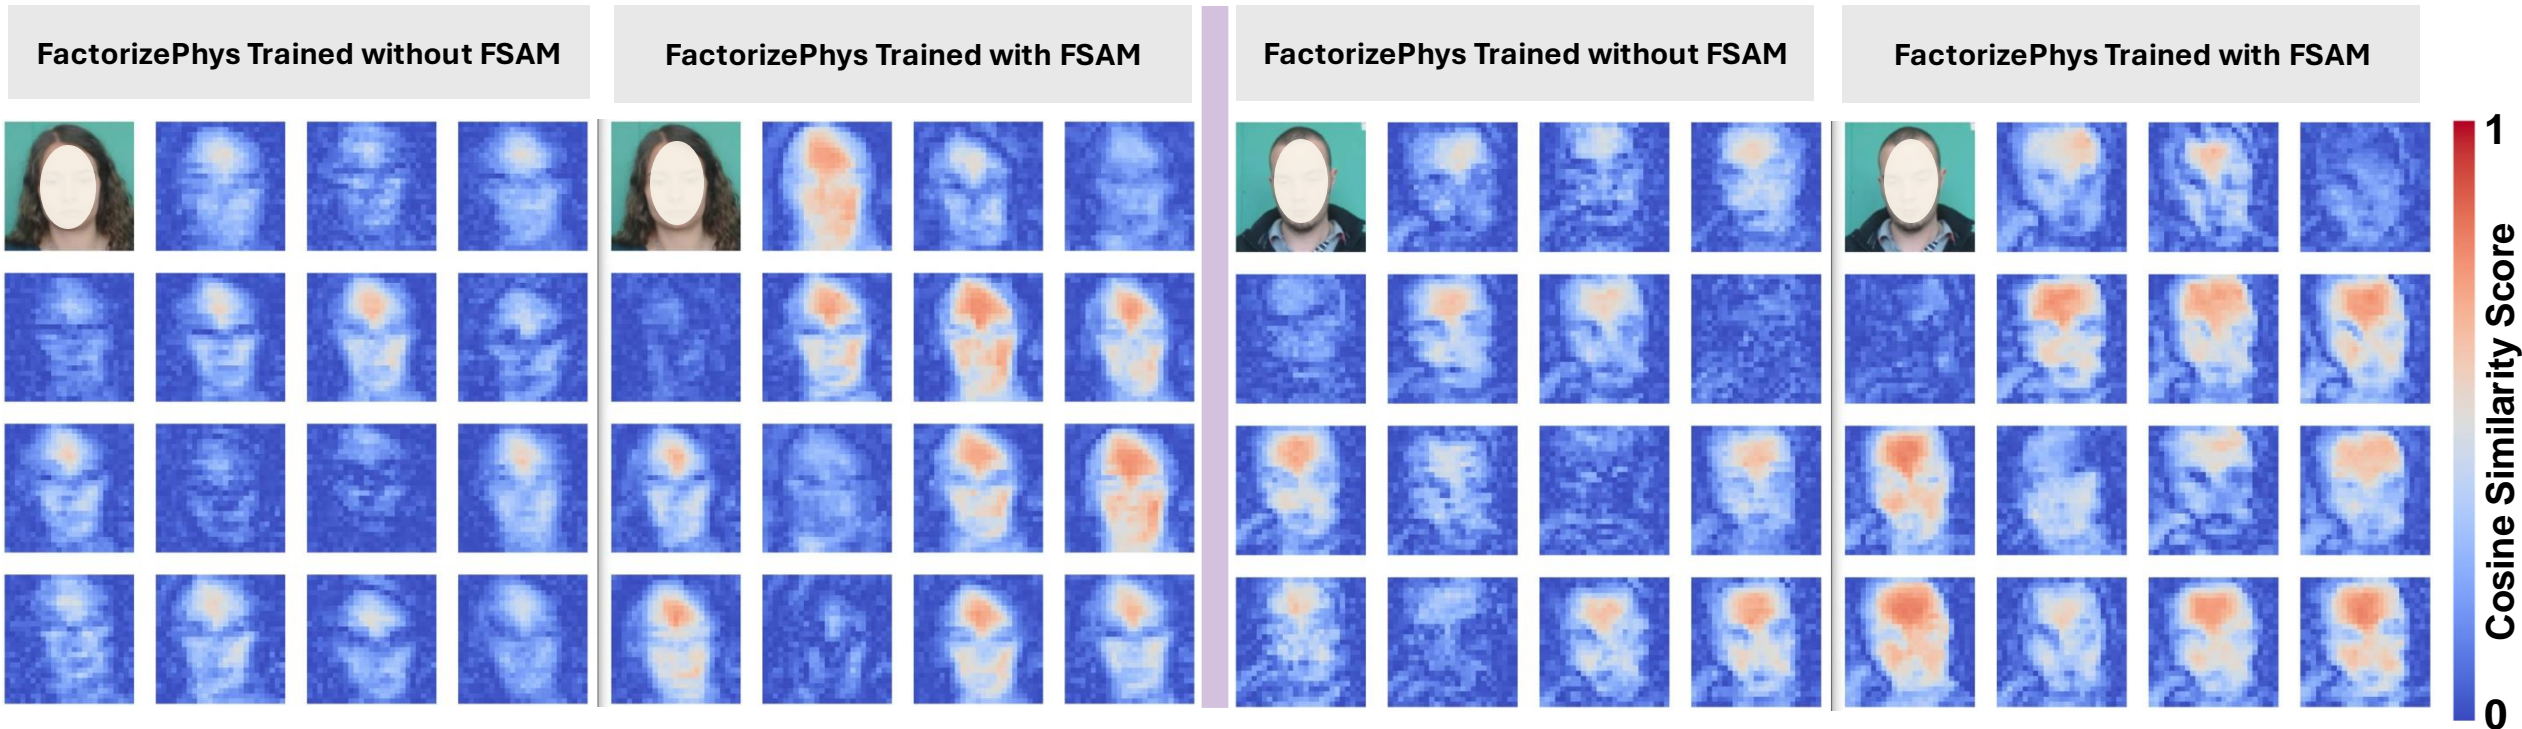 FactorizePhys Trained without FSAM
FactorizePhys Trained with FSAM
FactorizePhys Trained without FSAM
FactorizePhys Trained with FSAM
1
Cosine Similarity Score
0